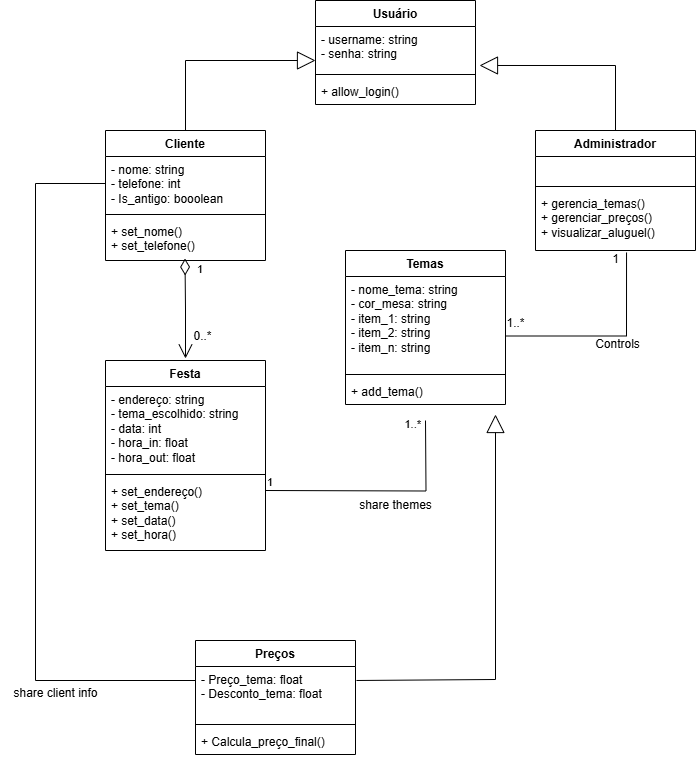 Usuário
- username: string
- senha: string
+ allow_login()
Cliente
- nome: string
- telefone: int
- Is_antigo: booolean
+ set_nome()
+ set_telefone()
Administrador
+ gerencia_temas()
+ gerenciar_preços()
+ visualizar_aluguel()
1
1
Temas
- nome_tema: string
- cor_mesa: string
- item_1: string
- item_2: string
- item_n: string
+ add_tema()
1..*
Controls
0..*
Festa
- endereço: string
- tema_escolhido: string
- data: int
- hora_in: float
- hora_out: float
+ set_endereço()
+ set_tema()
+ set_data()
+ set_hora()
1..*
1
share themes
Preços
- Preço_tema: float
- Desconto_tema: float
+ Calcula_preço_final()
share client info